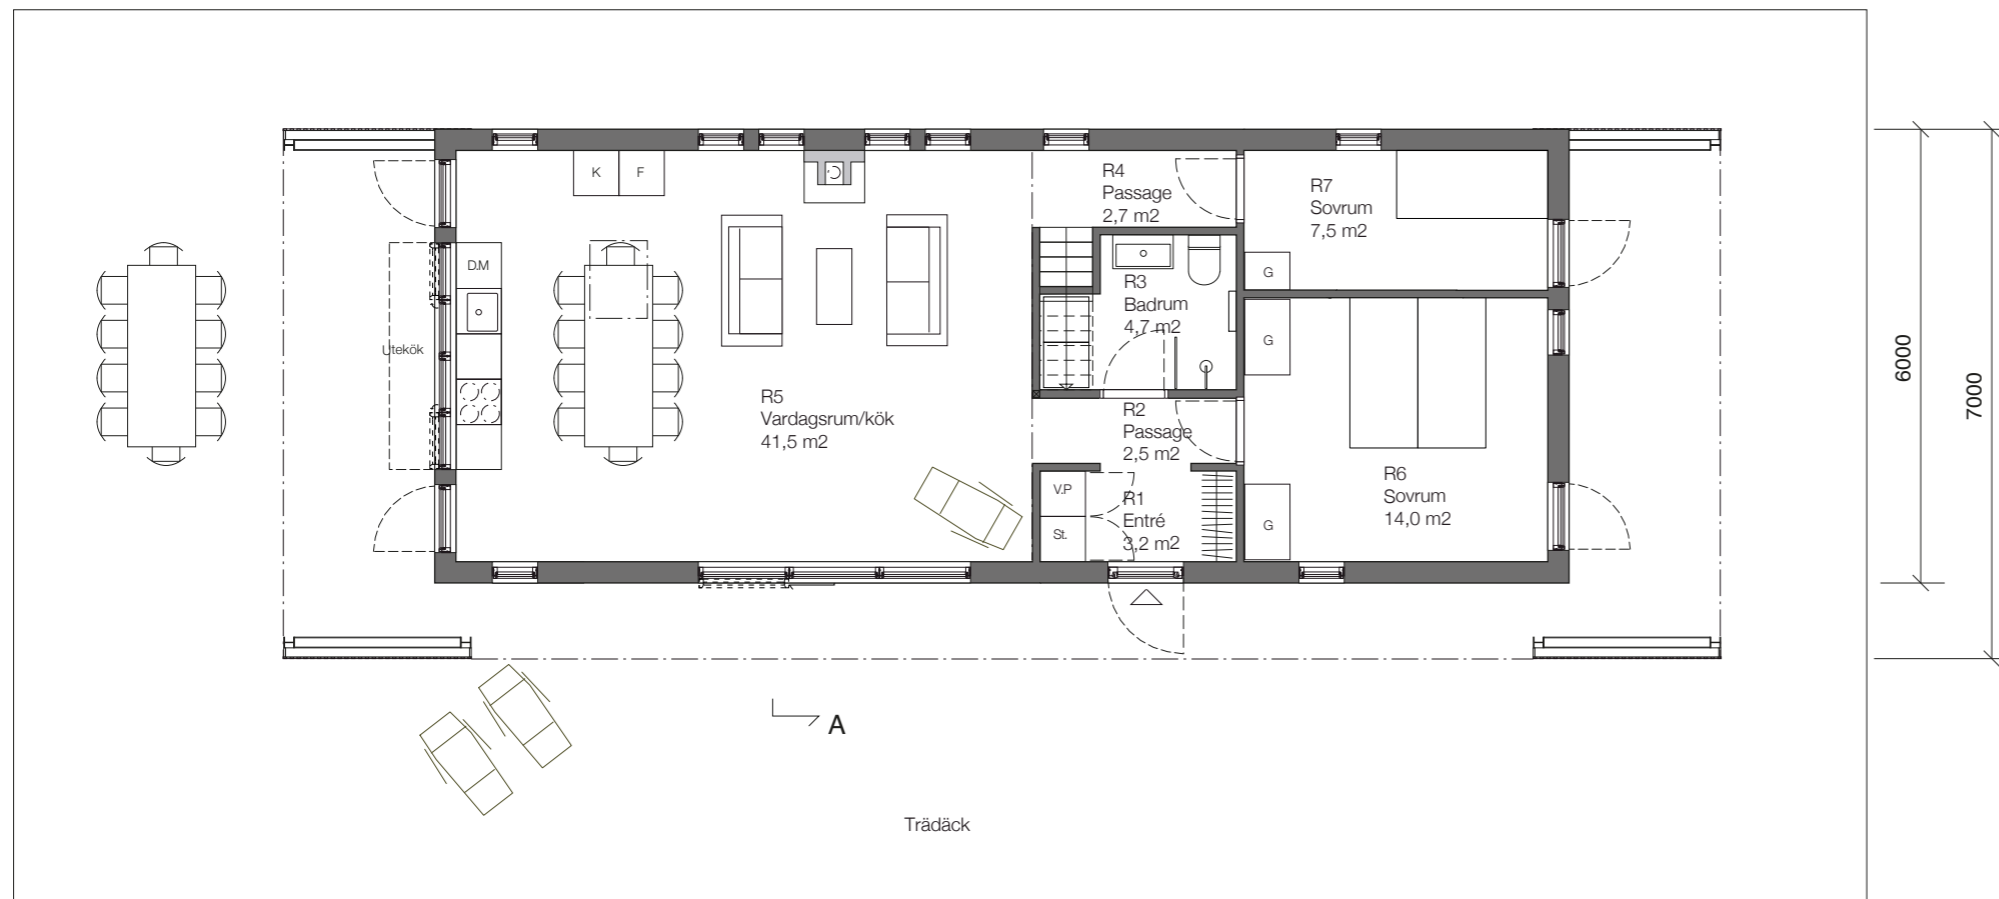 K
F
R4
Passage
2,7 m2
R7
Sovrum
7,5 m2
D.M
G
R3
Badrum
4,7 m2
Utekök
G
6000
7000
R5
Vardagsrum/kök
41,5 m2
R2
Passage
2,5 m2
R6
Sovrum
14,0 m2
V.P
R1
Entré
3,2 m2
St.
G
A
Trädäck